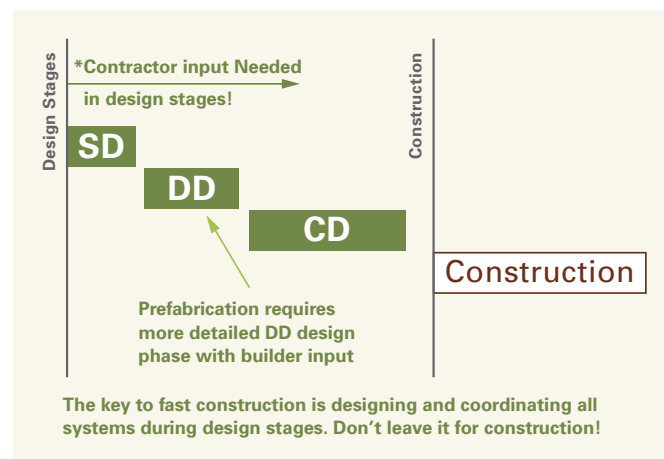 Design Stages
*Contractor input Needed
in design stages!
Construction
SD
DD
CD
Construction
Prefabrication requires
more detailed DD design
phase with builder input
The key to fast construction is designing and coordinating all
systems during design stages. Don’t leave it for construction!